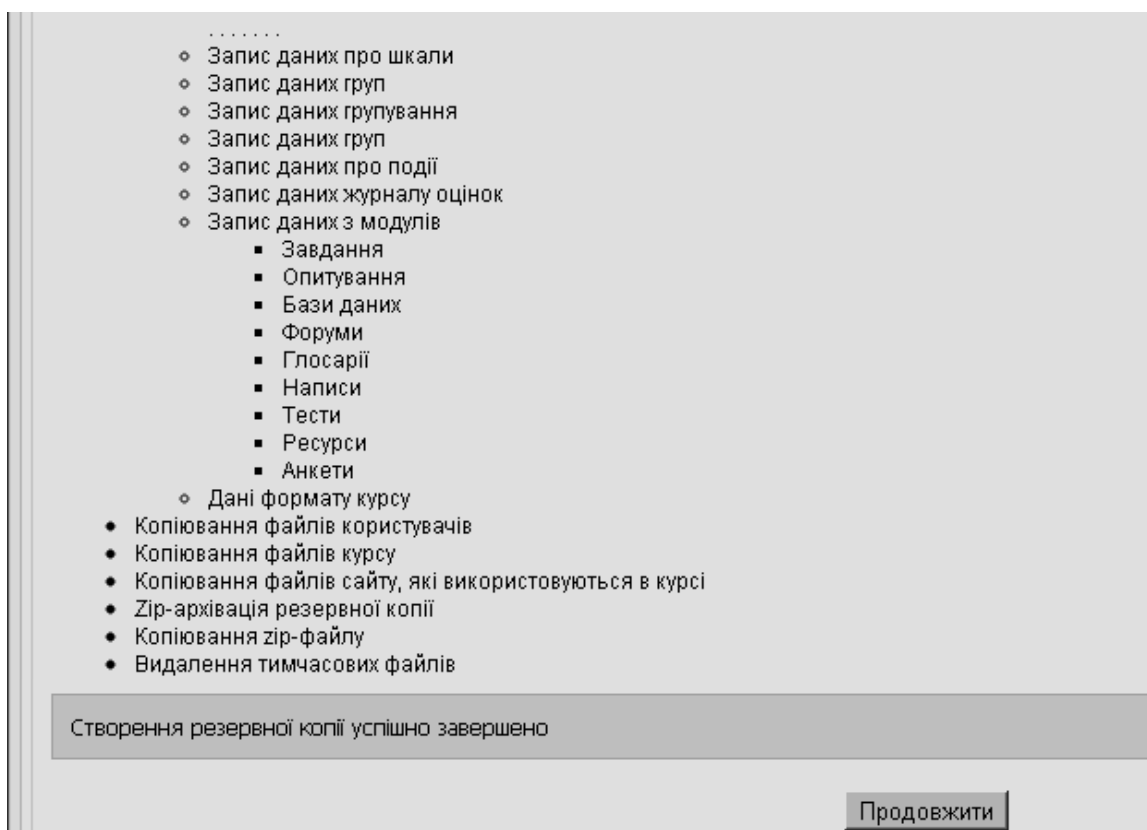 . . . . . . .
Запис даних про шкали
Запис даних груп
Запис даних групування
Запис даних груп
Запис даних про події
Запис даних журналу оцінок
Запис даних з модулів
Завдання
Опитування
Бази даних
Форуми
Глосарії
Написи
Тести
Ресурси
Анкети
Дані формату курсу
Копіювання файлів користувачів
Копіювання файлів курсу
Копіювання файлів сайту, які використовуються в курсі
Zip-архівація резервної копії
Копіювання zip-файлу
Видалення тимчасових файлів
Створення резервної копії успішно завершено
Продовжити